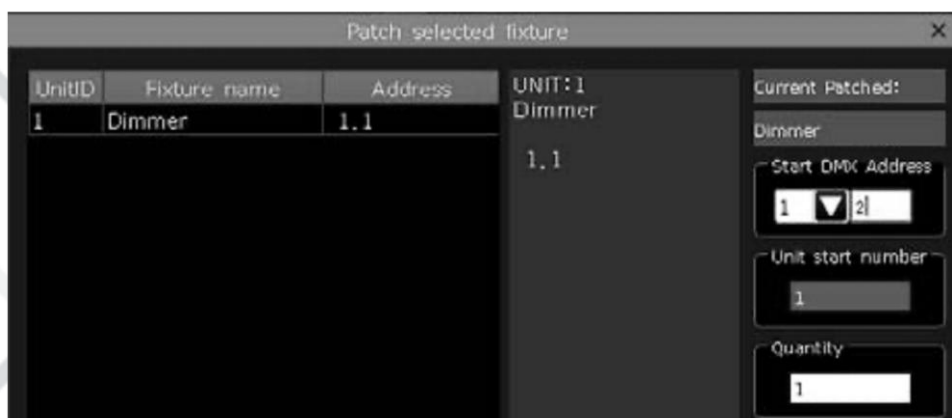 Patch selected fixture
UnitID Fixture name Address
1 Dimmer 1.1
UNIT:1
Dimmer
1.1
Current Patched:
Dimmer
Start DMX Address
1 2
Unit start number
1
Quantity
1